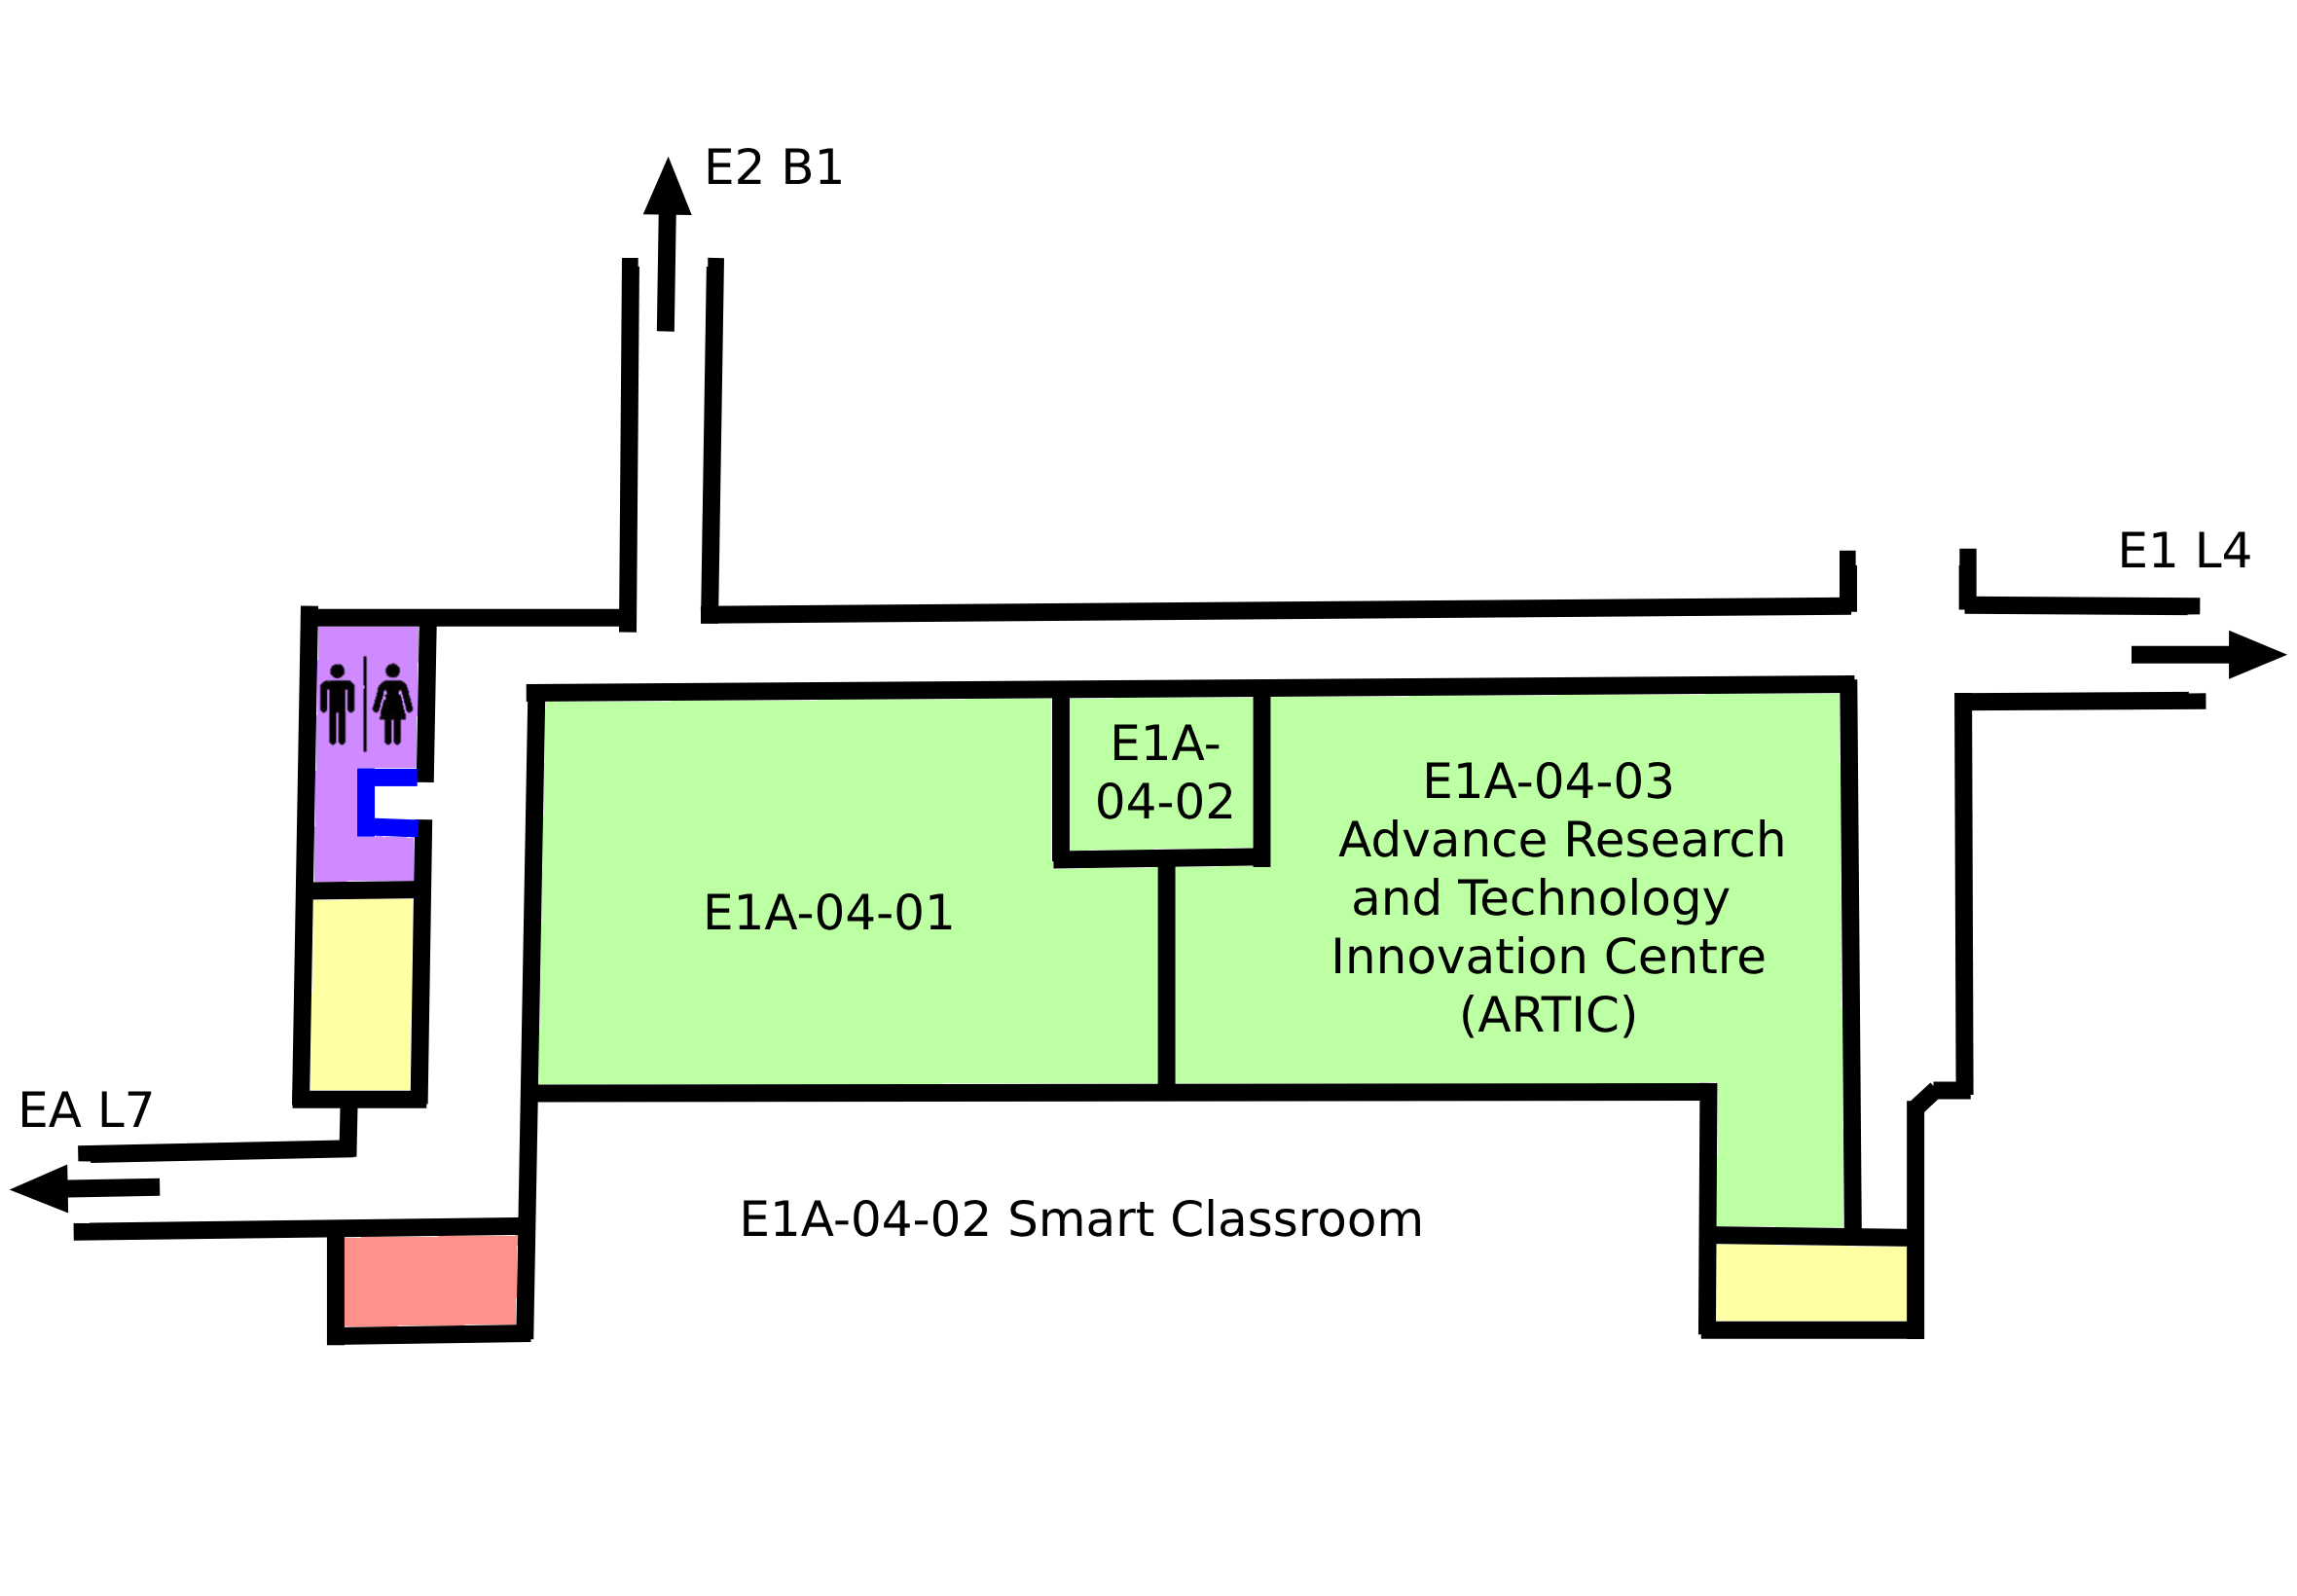 E2 B1
E1 L4
E1A-
04-02
E1A-04-03
Advance Research
and Technology
Innovation Centre
(ARTIC)
E1A-04-01
EA L7
E1A-04-02 Smart Classroom